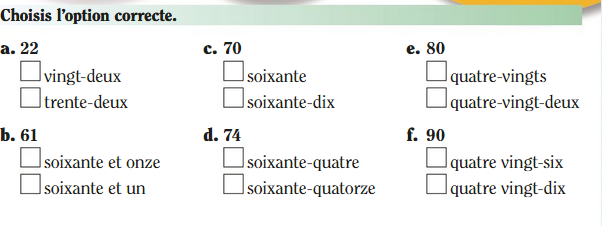 Choisis l'option correcte.
a. 22
vingt-deux
trente-deux
b. 61
soixante et onze
soixante et un
c. 70
soixante
soixante-dix
d. 74
soixante-quatre
soixante-quatorze
e. 80
quatre-vingts
quatre-vingt-deux
f. 90
quatre vingt-six
quatre vingt-dix